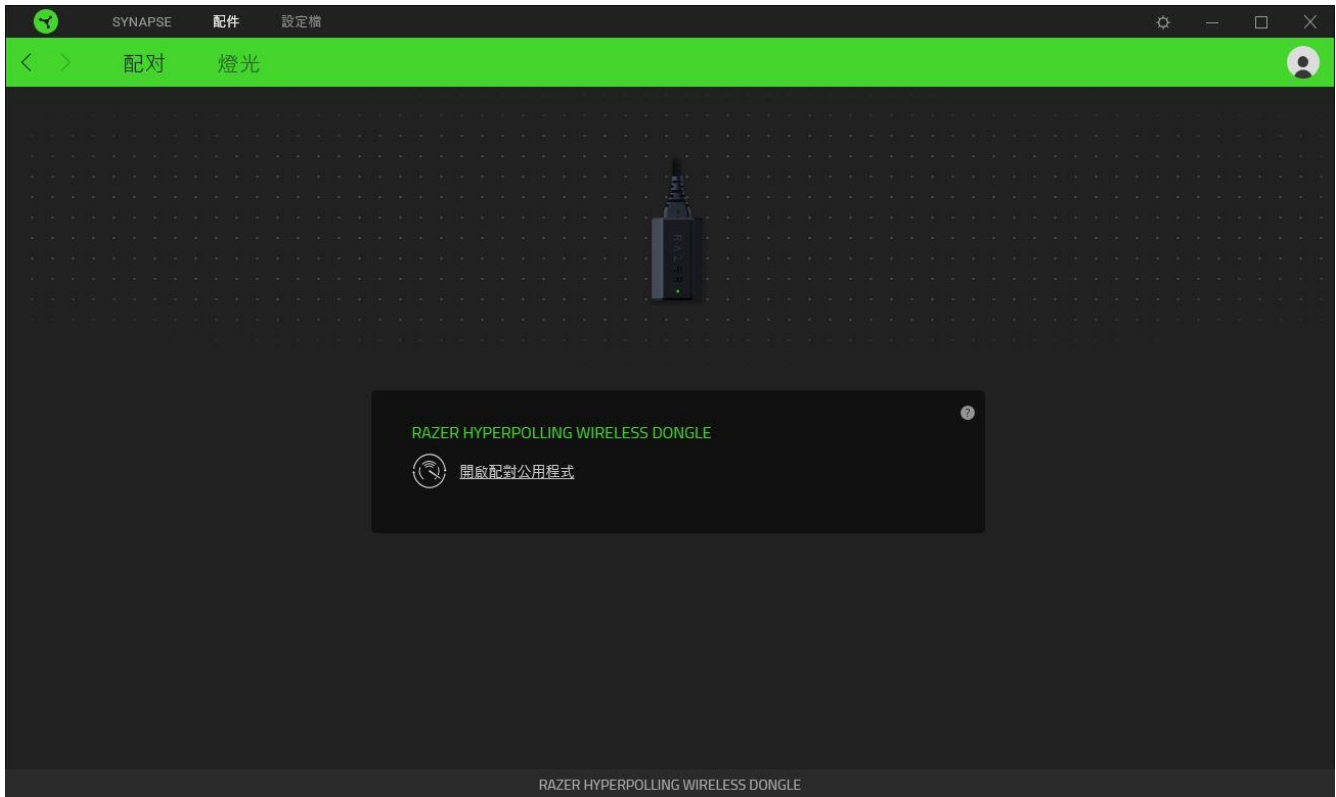 SYNAPSE 配件 設定檔
配对 燈光
RAZER
RAZER HYPERPOLLING WIRELESS DONGLE
開啟配對公用程式
RAZER HYPERPOLLING WIRELESS DONGLE